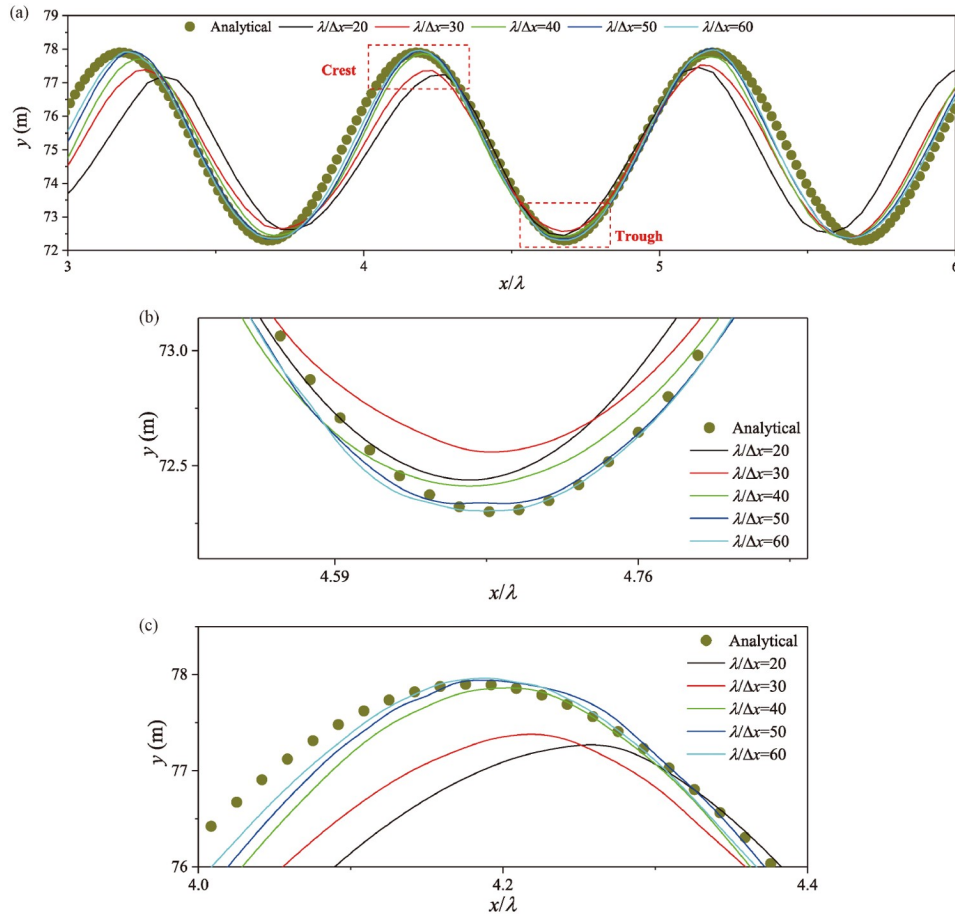 (a)
Analytical λ/Δx=20 λ/Δx=30 λ/Δx=40 λ/Δx=50 λ/Δx=60
79
78
77
76
75
74
73
72
y (m)
Crest
Trough
3 4 5 6
x/λ
(b)
73.0
72.5
y (m)
Analytical
λ/Δx=20
λ/Δx=30
λ/Δx=40
λ/Δx=50
λ/Δx=60
4.59 4.76
x/λ
(c)
78
77
76
y (m)
Analytical
λ/Δx=20
λ/Δx=30
λ/Δx=40
λ/Δx=50
λ/Δx=60
4.0 4.2 4.4
x/λ